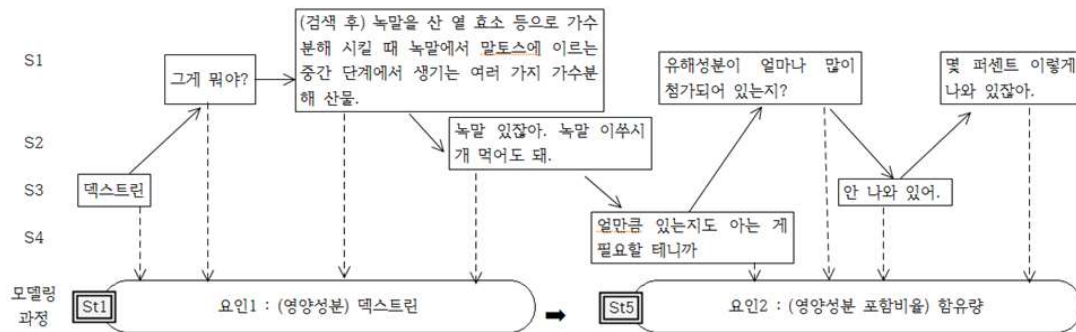 S1
S2
S3
S4
모델링
과정
덱스트린
그게 뭐야?
(검색 후) 녹말을 산 열 효소 등으로 가수
분해 시킬 때 녹말에서 말토스에 이르는
중간 단계에서 생기는 여러 가지 가수분
해 산물.
녹말 있잖아. 녹말 이쑤시
개 먹어도 돼.
얼만큼 있는지도 아는 게
필요할 테니까
유해성분이 얼마나 많이
첨가되어 있는지?
안 나와 있어.
몇 퍼센트 이렇게
나와 있잖아.
St1
요인1 : (영양성분) 덱스트린
St5
요인2 : (영양성분 포함비율) 함유량